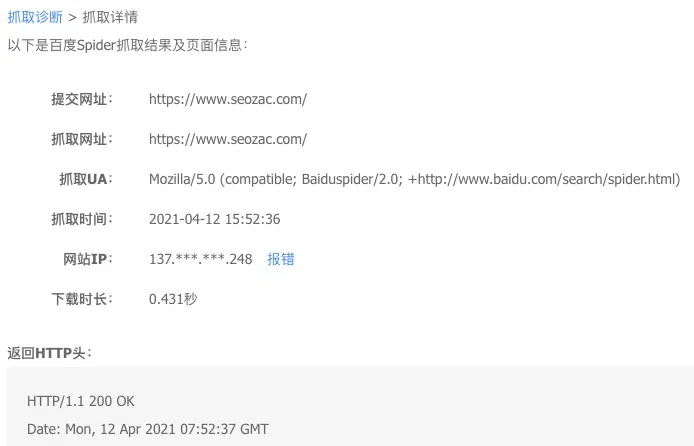 抓取诊断 > 抓取详情
以下是百度Spider抓取结果及页面信息：
提交网址： https://www.seozac.com/
抓取网址： https://www.seozac.com/
抓取UA： Mozilla/5.0 (compatible; Baiduspider/2.0; +http://www.baidu.com/search/spider.html)
抓取时间： 2021-04-12 15:52:36
网站IP： 137.***.***.248 报错
下载时长： 0.431秒
返回HTTP头：
HTTP/1.1 200 OK
Date: Mon, 12 Apr 2021 07:52:37 GMT